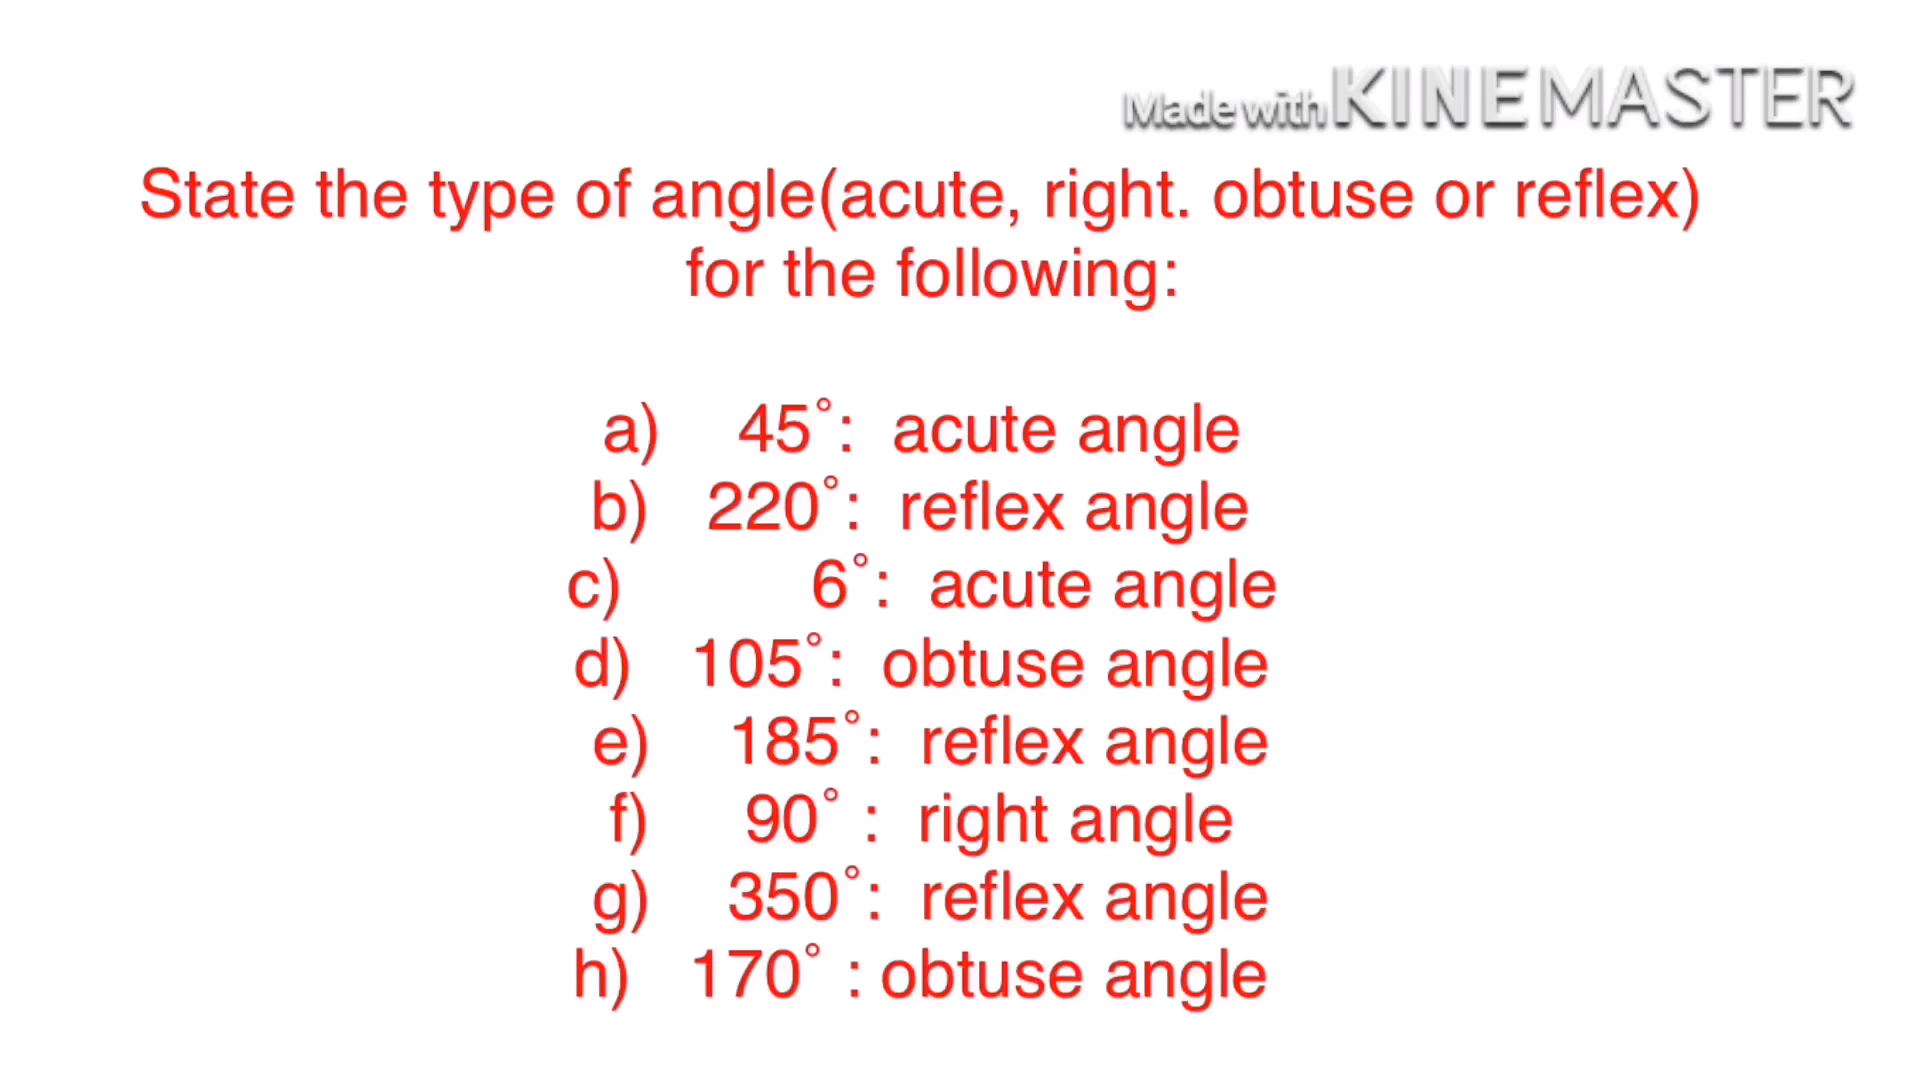 Made with KINEMASTER
State the type of angle(acute, right. obtuse or reflex)
for the following:
a) 45°: acute angle
b) 220°: reflex angle
c) 6°: acute angle
d) 105°: obtuse angle
e) 185°: reflex angle
f) 90° : right angle
g) 350°: reflex angle
h) 170° : obtuse angle